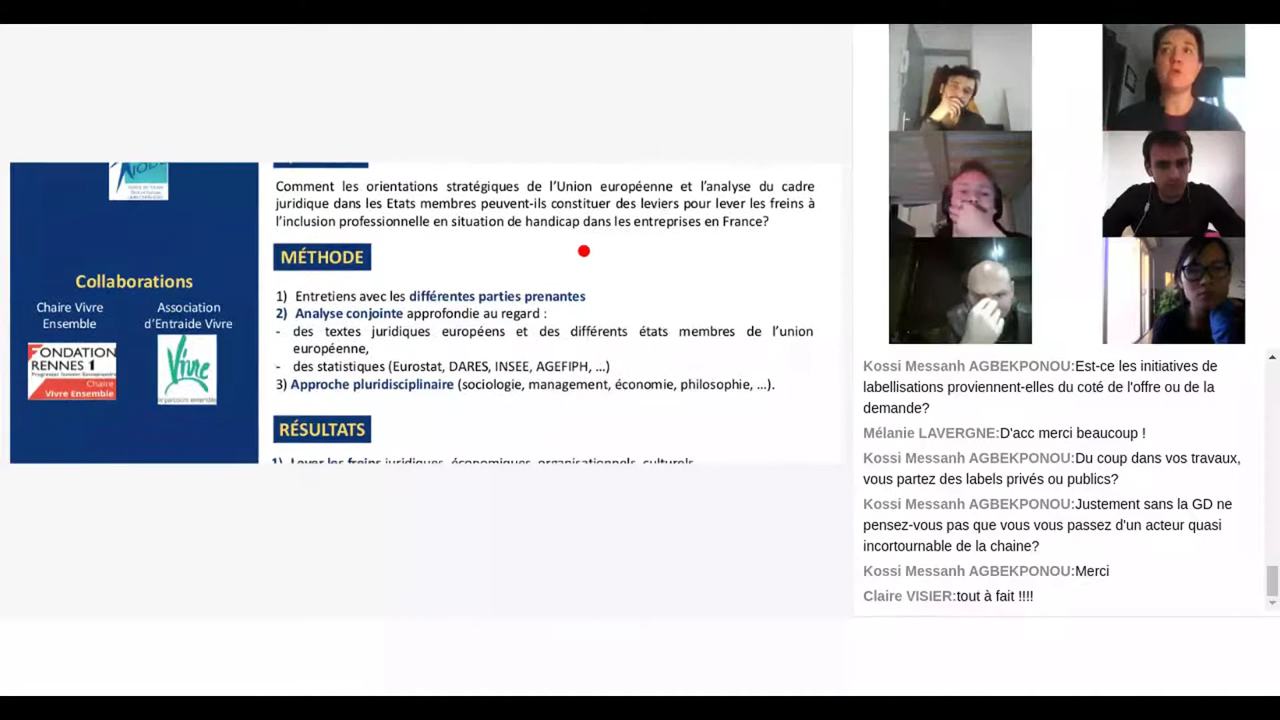 Collaborations
Chaire Vivre
Ensemble
Association
d'Entraide Vivre
FONDATION
RENNES 1
Chaire
Vivre Ensemble
Vivre
Comment les orientations stratégiques de l'Union européenne et l'analyse du cadre
juridique dans les Etats membres peuvent-ils constituer des leviers pour lever les freins à
l'inclusion professionnelle en situation de handicap dans les entreprises en France?
MÉTHODE
1) Entretiens avec les différentes parties prenantes
2) Analyse conjointe approfondie au regard :
- des textes juridiques européens et des différents états membres de l'union
européenne,
- des statistiques (Eurostat, DARES, INSEE, AGEFIPH, ...)
3) Approche pluridisciplinaire (sociologie, management, économie, philosophie, ...).
RÉSULTATS
1) Lever les freins juridiques, économiques, organisationnels, culturels
Kossi Messanh AGBEKPONOU:Est-ce les initiatives de
labellisations proviennent-elles du coté de l'offre ou de la
demande?
Mélanie LAVERGNE:D'acc merci beaucoup !
Kossi Messanh AGBEKPONOU:Du coup dans vos travaux,
vous partez des labels privés ou publics?
Kossi Messanh AGBEKPONOU:Justement sans la GD ne
pensez-vous pas que vous vous passez d'un acteur quasi
incortournable de la chaine?
Kossi Messanh AGBEKPONOU:Merci
Claire VISIER:tout à fait !!!!